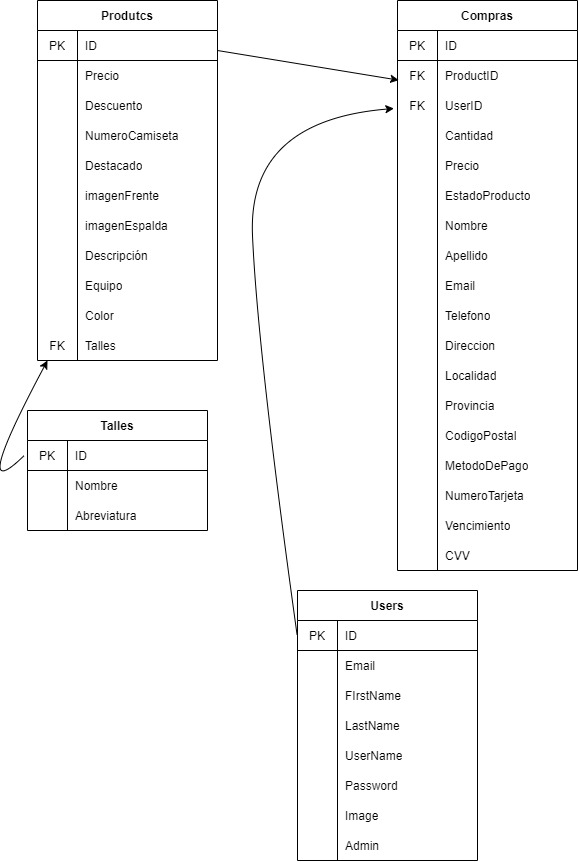 Produtcs
PK ID
Precio
Descuento
NumeroCamiseta
Destacado
imagenFrente
imagenEspalda
Descripción
Equipo
Color
FK Talles
Talles
PK ID
Nombre
Abreviatura
Compras
PK ID
FK ProductID
FK UserID
Cantidad
Precio
EstadoProducto
Nombre
Apellido
Email
Telefono
Direccion
Localidad
Provincia
CodigoPostal
MetodoDePago
NumeroTarjeta
Vencimiento
CVV
Users
PK ID
Email
FIrstName
LastName
UserName
Password
Image
Admin